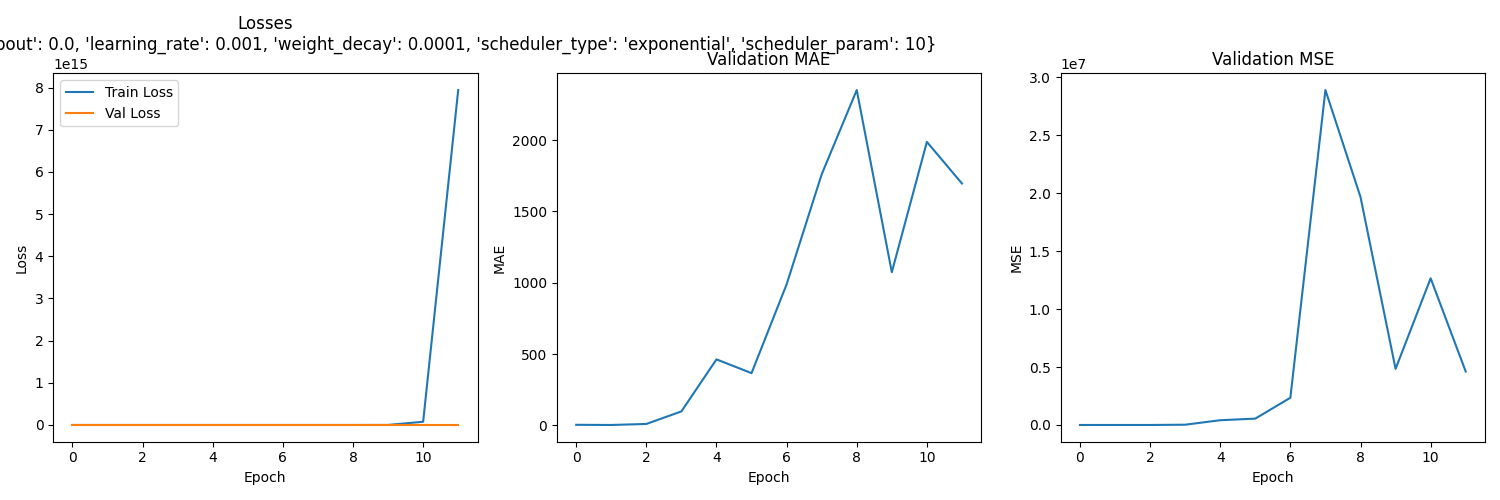 Losses
'learning_rate': 0.001, 'weight_decay': 0.0001, 'scheduler_type': 'exponential', 'scheduler_param': 10}
1e15
8
7
6
5
4
3
2
1
0
Loss
Train Loss
Val Loss
0 2 4 6 8 10
Epoch
Validation MAE
2000
1500
1000
500
0
MAE
0 2 4 6 8 10
Epoch
Validation MSE
1e7
3.0
2.5
2.0
1.5
1.0
0.5
0.0
MSE
0 2 4 6 8 10
Epoch